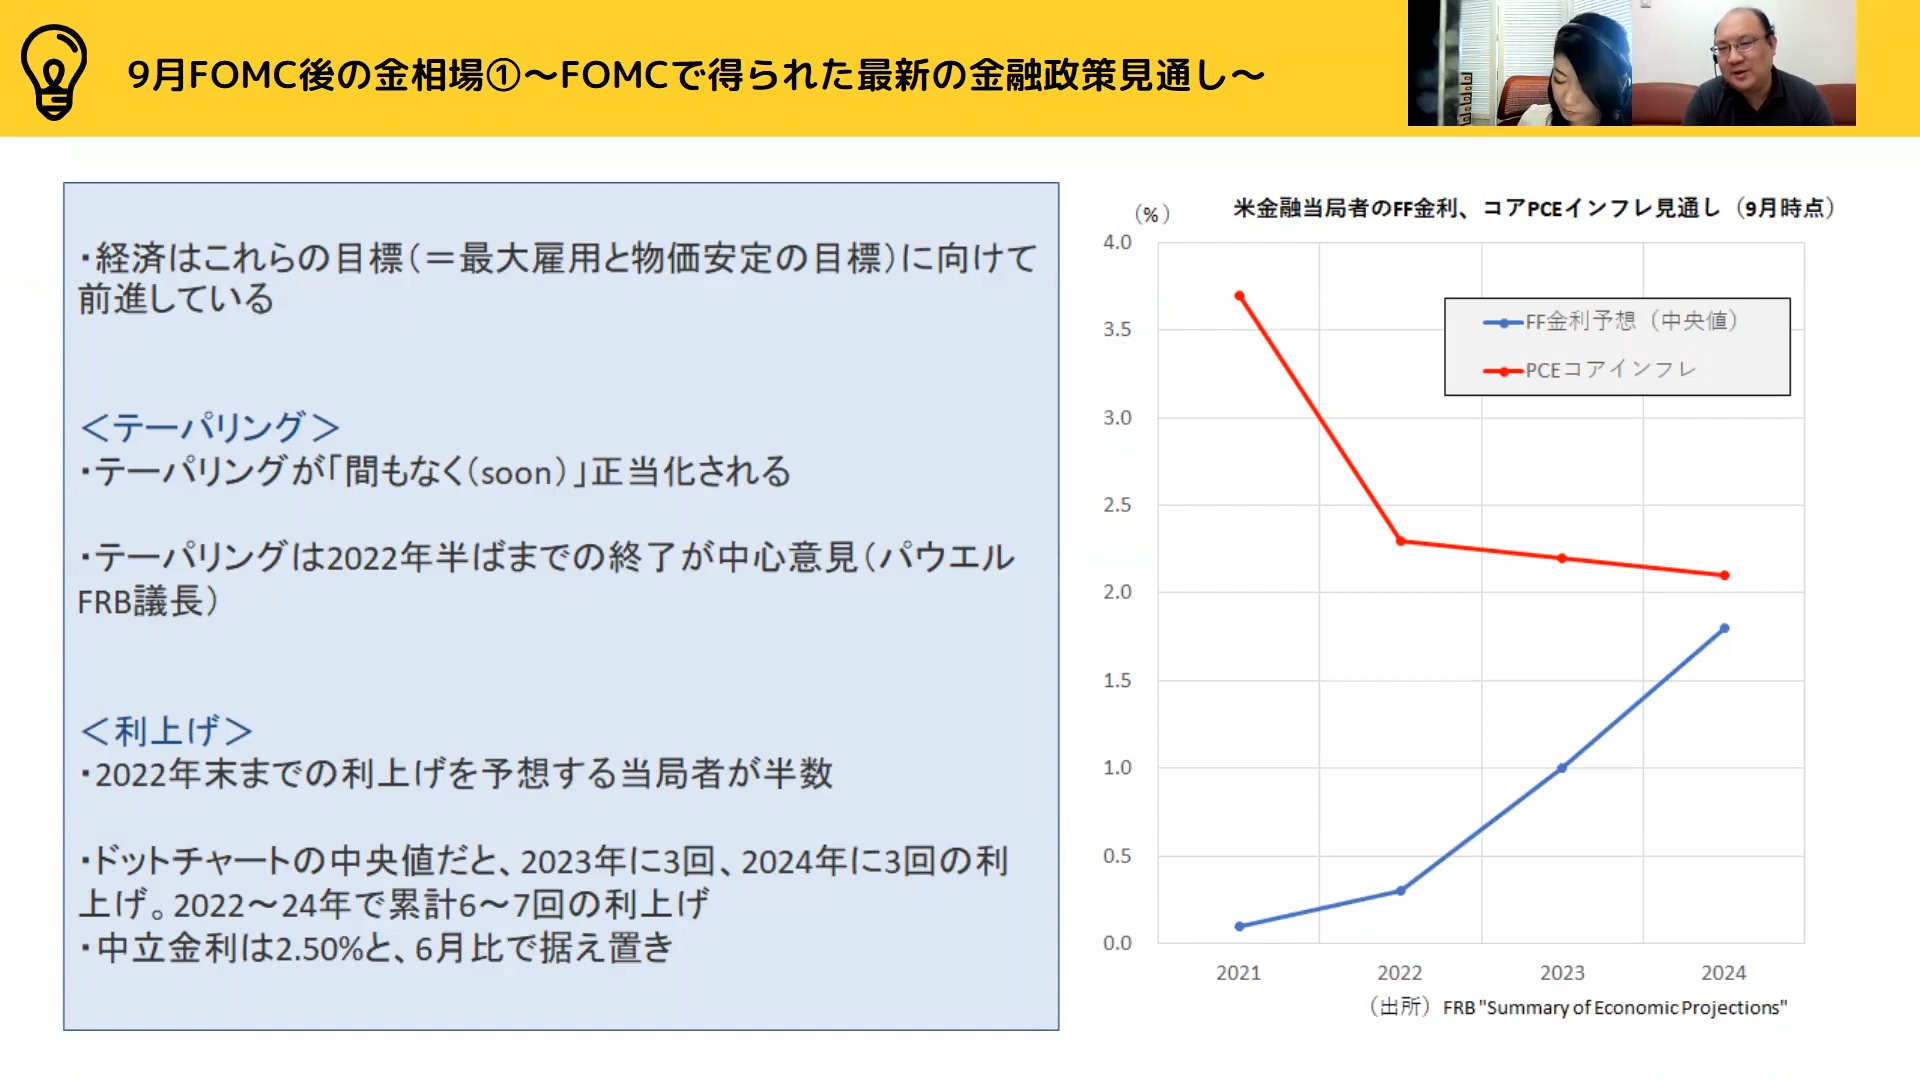 9月FOMC後の金相場①～FOMCで得られた最新の金融政策見通し～
・経済はこれらの目標（＝最大雇用と物価安定の目標）に向けて
前進している
＜テーパリング＞
・テーパリングが「間もなく（soon）」正当化される
・テーパリングは2022年半ばまでの終了が中心意見（パウエル
FRB議長）
＜利上げ＞
・2022年末までの利上げを予想する当局者が半数
・ドットチャートの中央値だと、2023年に3回、2024年に3回の利
上げ。2022～24年で累計6～7回の利上げ
・中立金利は2.50%と、6月比で据え置き
（%）
米金融当局者のFF金利、コアPCEインフレ見通し（9月時点）
4.0
3.5
3.0
2.5
2.0
1.5
1.0
0.5
0.0
FF金利予想（中央値）
PCEコアインフレ
2021 2022 2023 2024
（出所）FRB "Summary of Economic Projections"